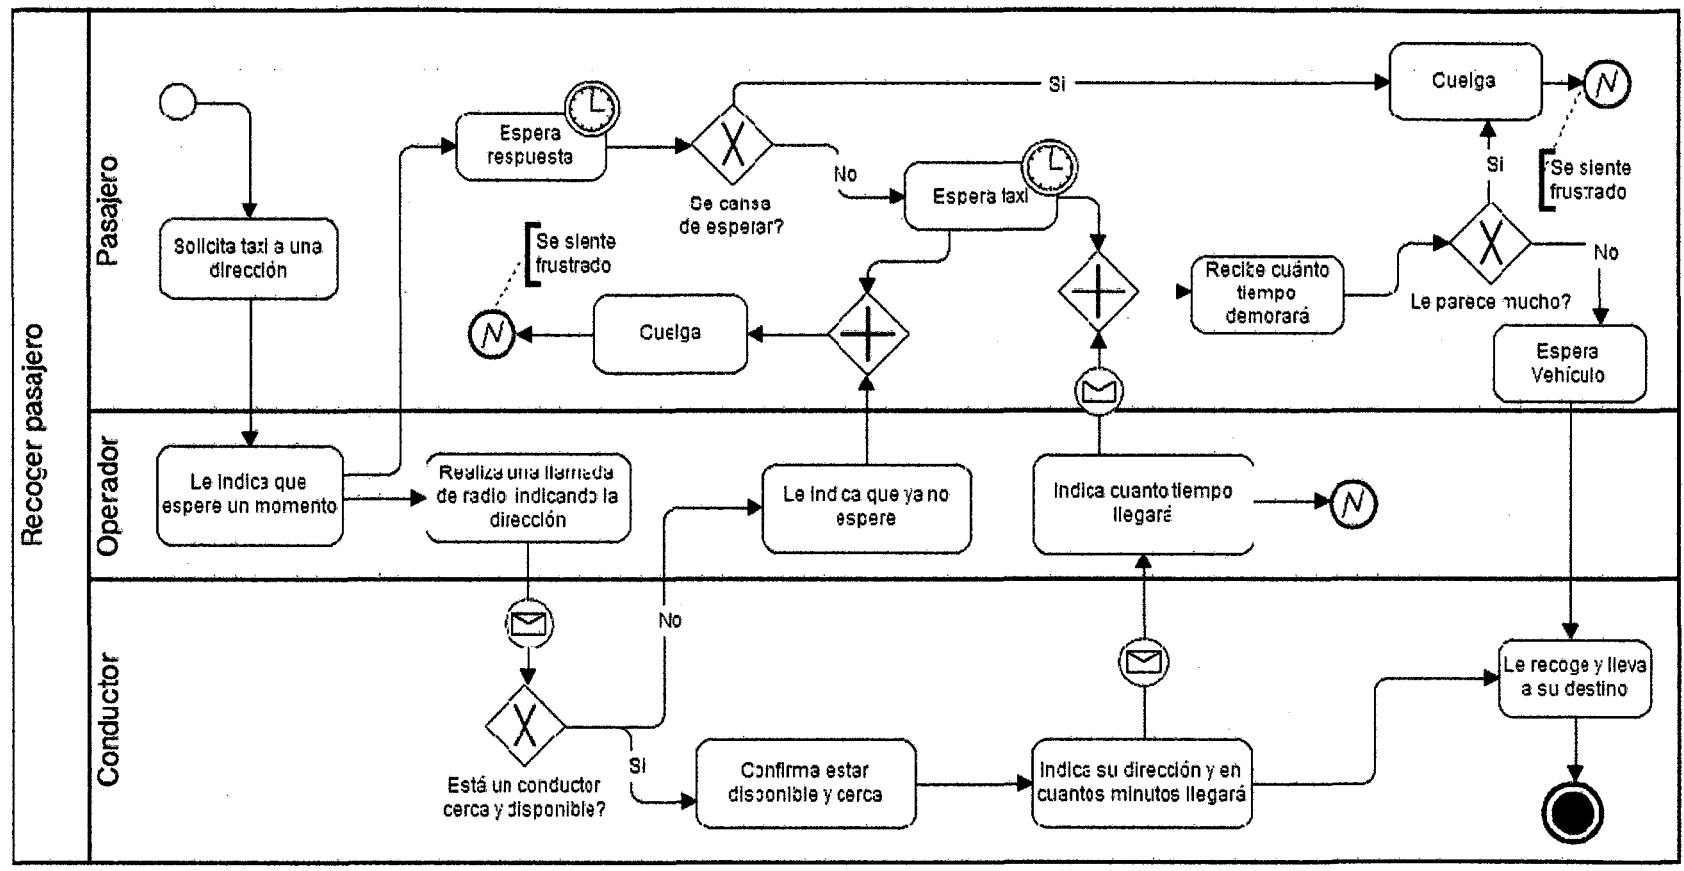 Recoger pasajero
Pasajero
Solicita taxi a una
dirección
Espera
respuesta
Se cansa
de esperar?
Si
No
Espera taxi
Cuelga
Se siente
frustrado
Se siente
frustrado
Cuelga
Recibe cuánto
tiempo
demorará
Le parece mucho?
Si
No
Espera
Vehículo
Operador
Le indica que
espere un momento
Realiza una llamada
de radio indicando la
dirección
Le indica que ya no
espere
Indica cuanto tiempo
llegará
Conductor
Está un conductor
cerca y disponible?
No
Si
Confirma estar
disponible y cerca
Indica su dirección y en
cuantos minutos llegará
Le recoge y lleva
a su destino